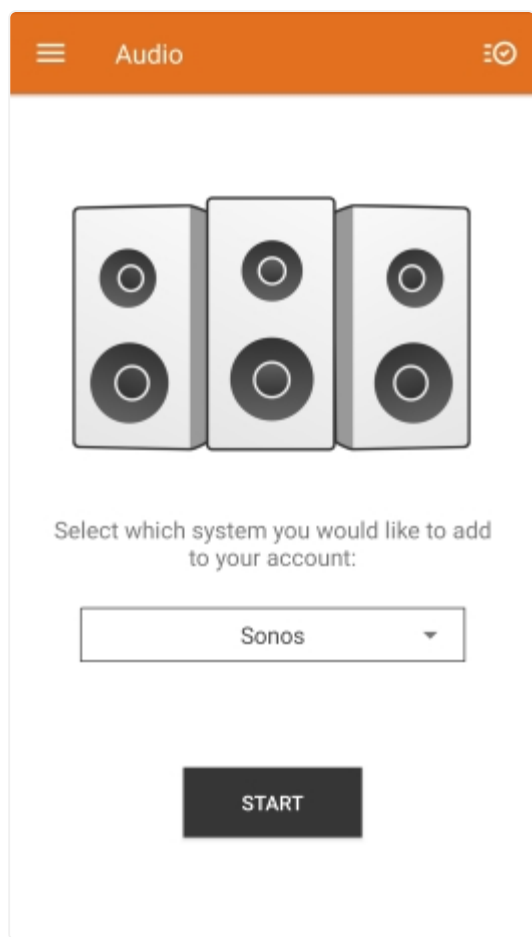 Audio
Select which system you would like to add
to your account:
Sonos
START